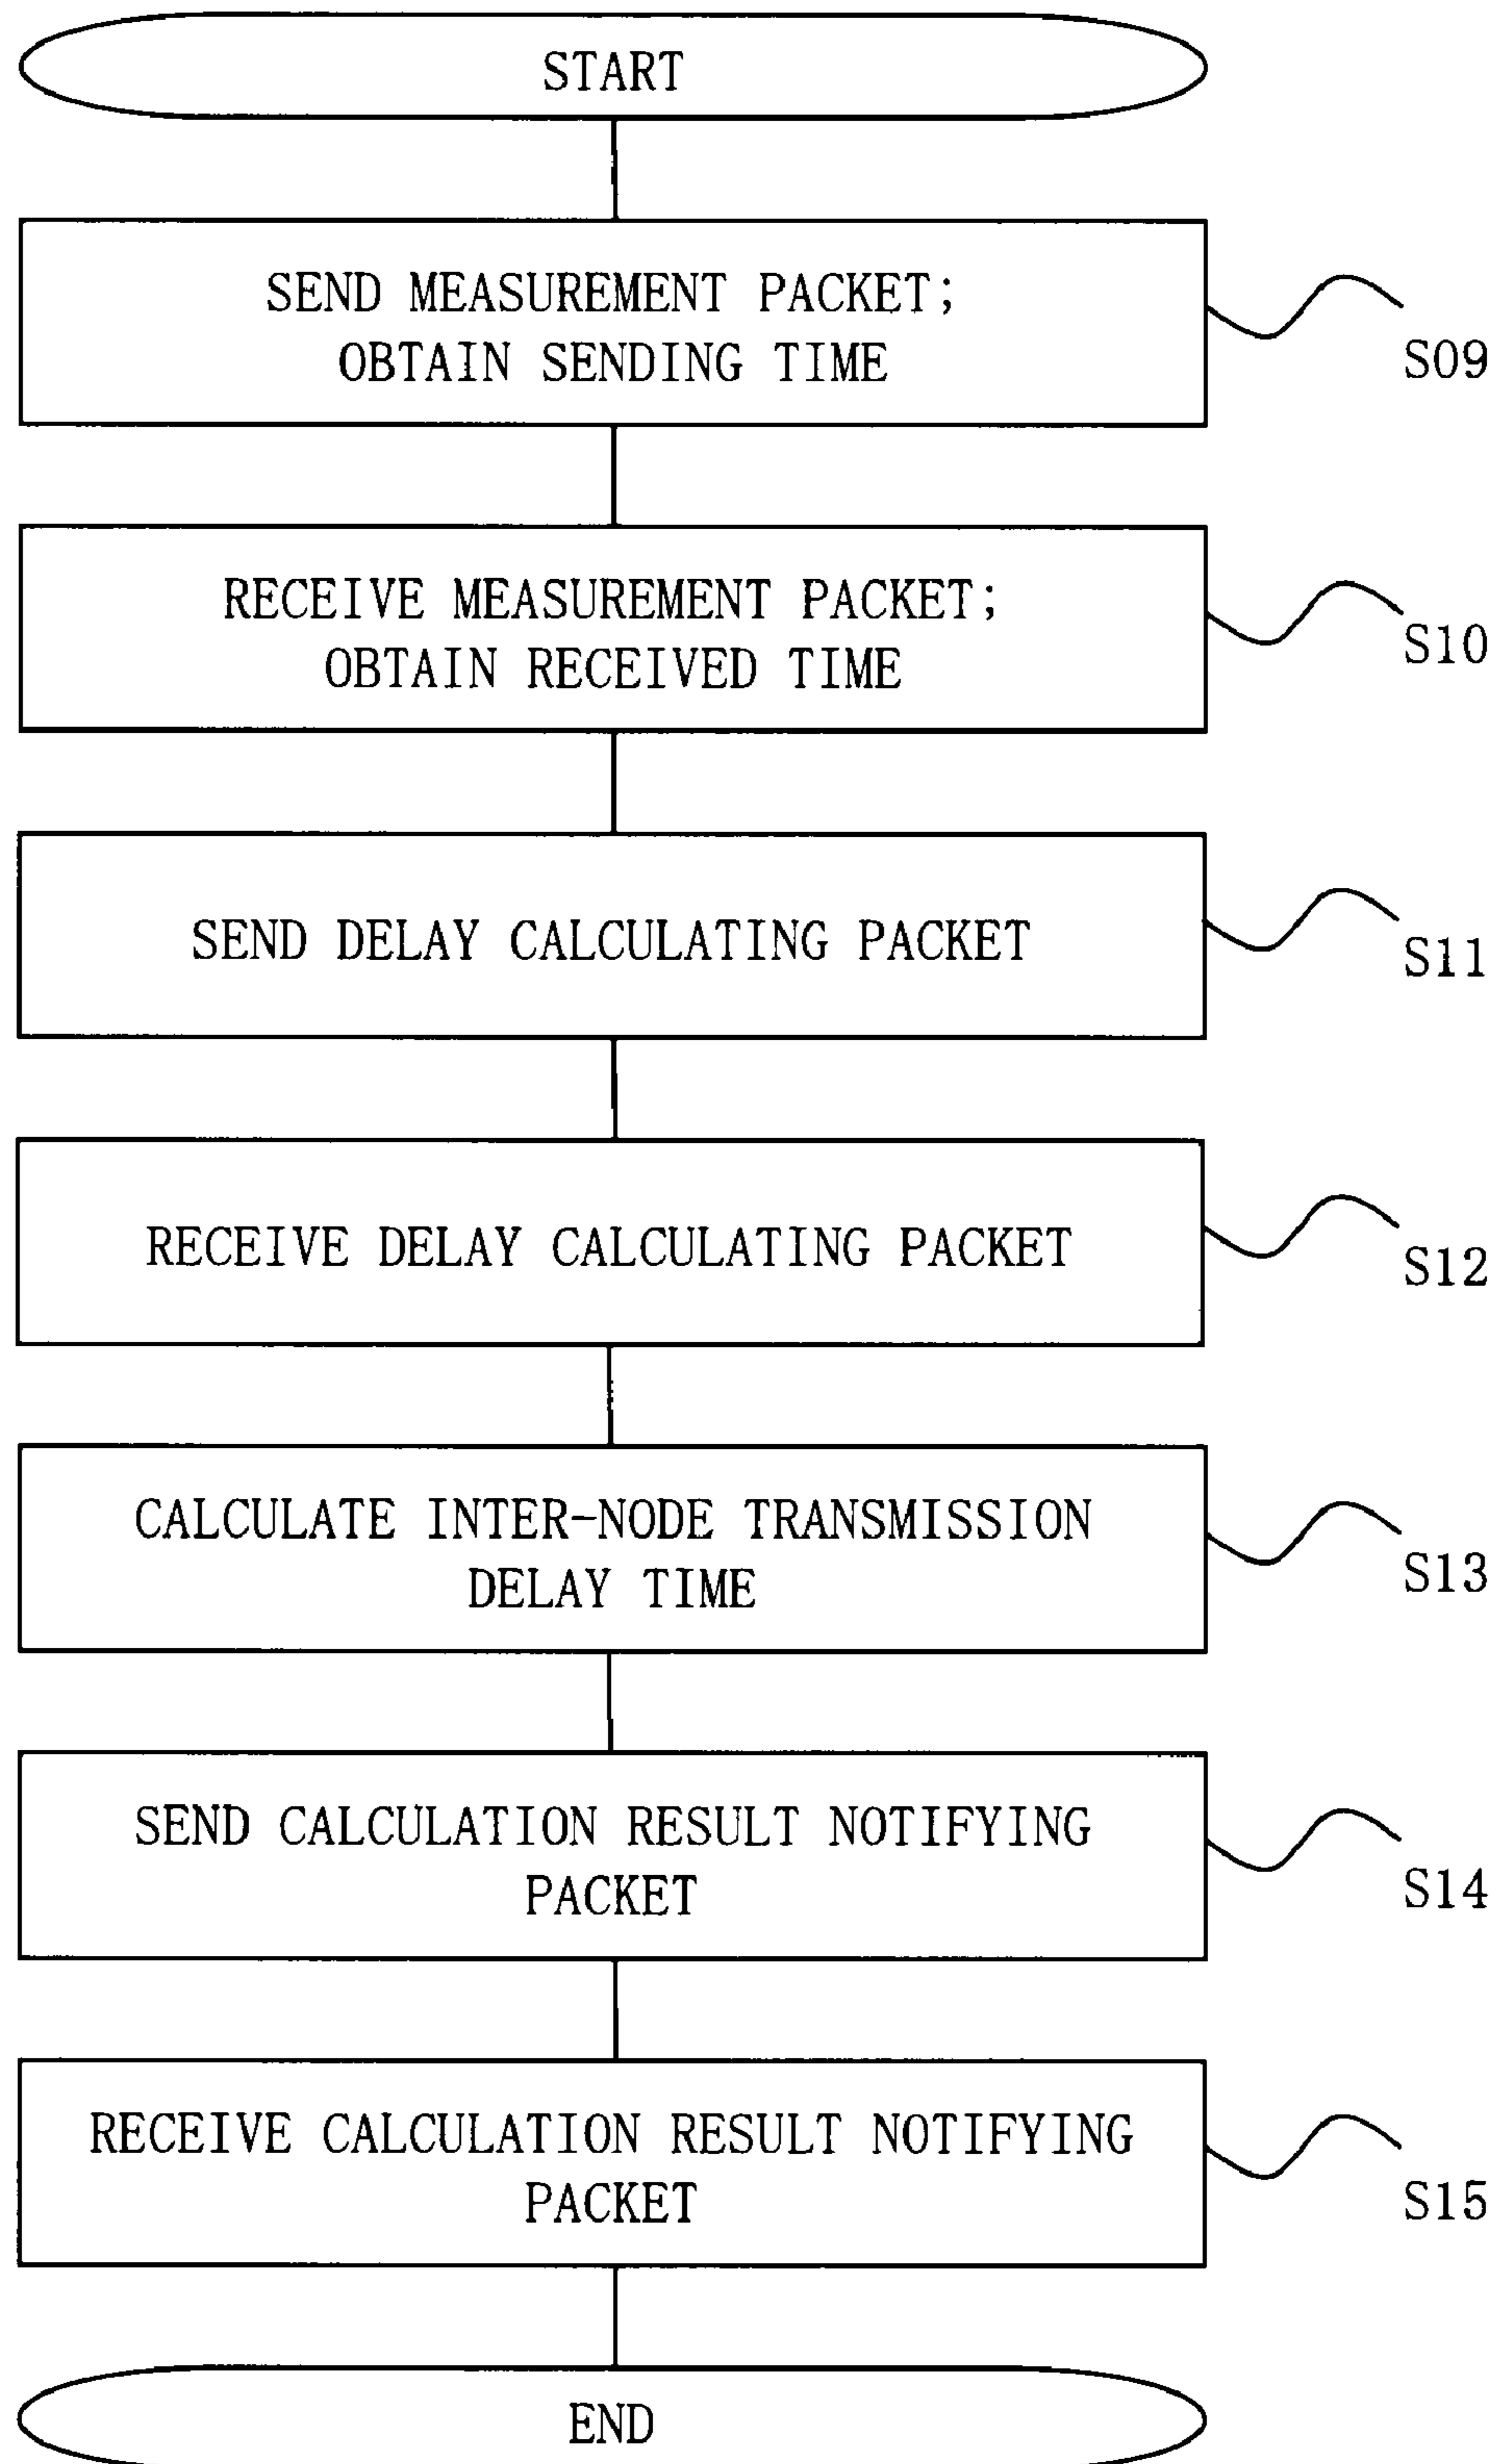 START
SEND MEASUREMENT PACKET;
OBTAIN SENDING TIME
S09
RECEIVE MEASUREMENT PACKET;
OBTAIN RECEIVED TIME
S10
SEND DELAY CALCULATING PACKET
S11
RECEIVE DELAY CALCULATING PACKET
S12
CALCULATE INTER-NODE TRANSMISSION
DELAY TIME
S13
SEND CALCULATION RESULT NOTIFYING
PACKET
S14
RECEIVE CALCULATION RESULT NOTIFYING
PACKET
S15
END